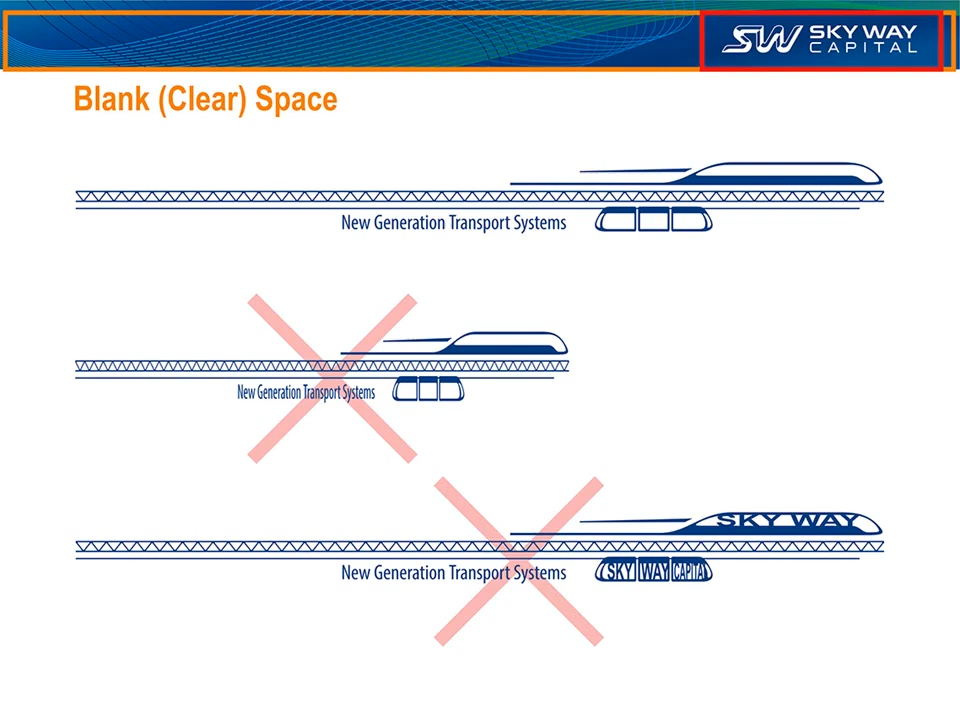 SW SKY WAY
CAPITAL
Blank (Clear) Space
New Generation Transport Systems
New Generation Transport Systems
SKY WAY
New Generation Transport Systems
SKY WAY CAPITAL